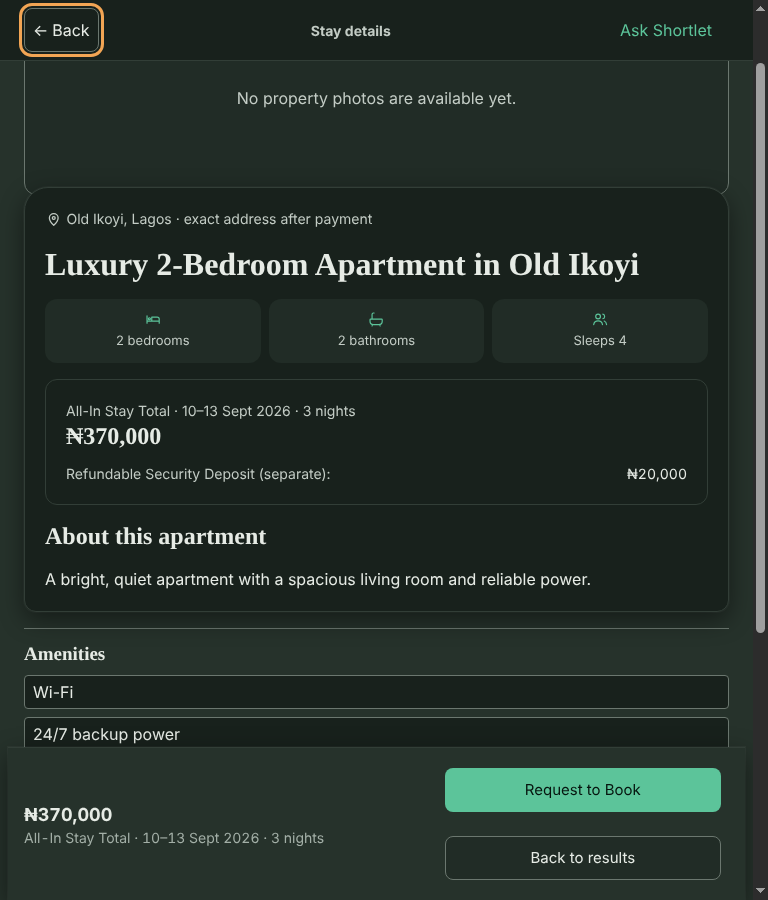 ← Back
Stay details
Ask Shortlet
No property photos are available yet.
Old Ikoyi, Lagos · exact address after payment
Luxury 2-Bedroom Apartment in Old Ikoyi
2 bedrooms
2 bathrooms
Sleeps 4
All-In Stay Total · 10–13 Sept 2026 · 3 nights
₦370,000
Refundable Security Deposit (separate):
₦20,000
About this apartment
A bright, quiet apartment with a spacious living room and reliable power.
Amenities
Wi-Fi
24/7 backup power
₦370,000
All-In Stay Total · 10–13 Sept 2026 · 3 nights
Request to Book
Back to results